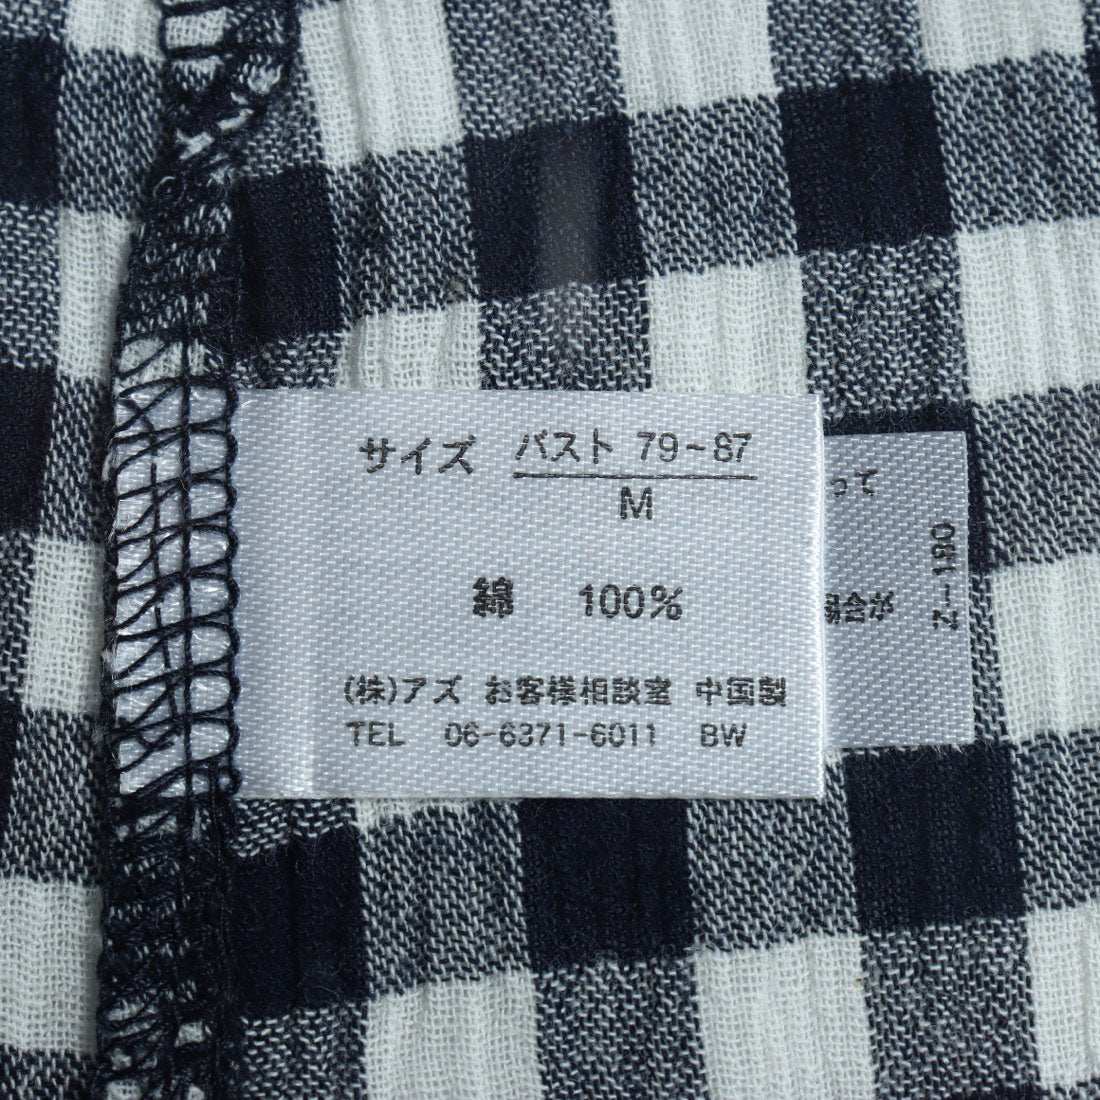 サイズ バスト 79~87
M
綿 100%
(株)アズ お客様相談室 中国製
TEL 06-6371-6011 BW
って
場合が
Z-180